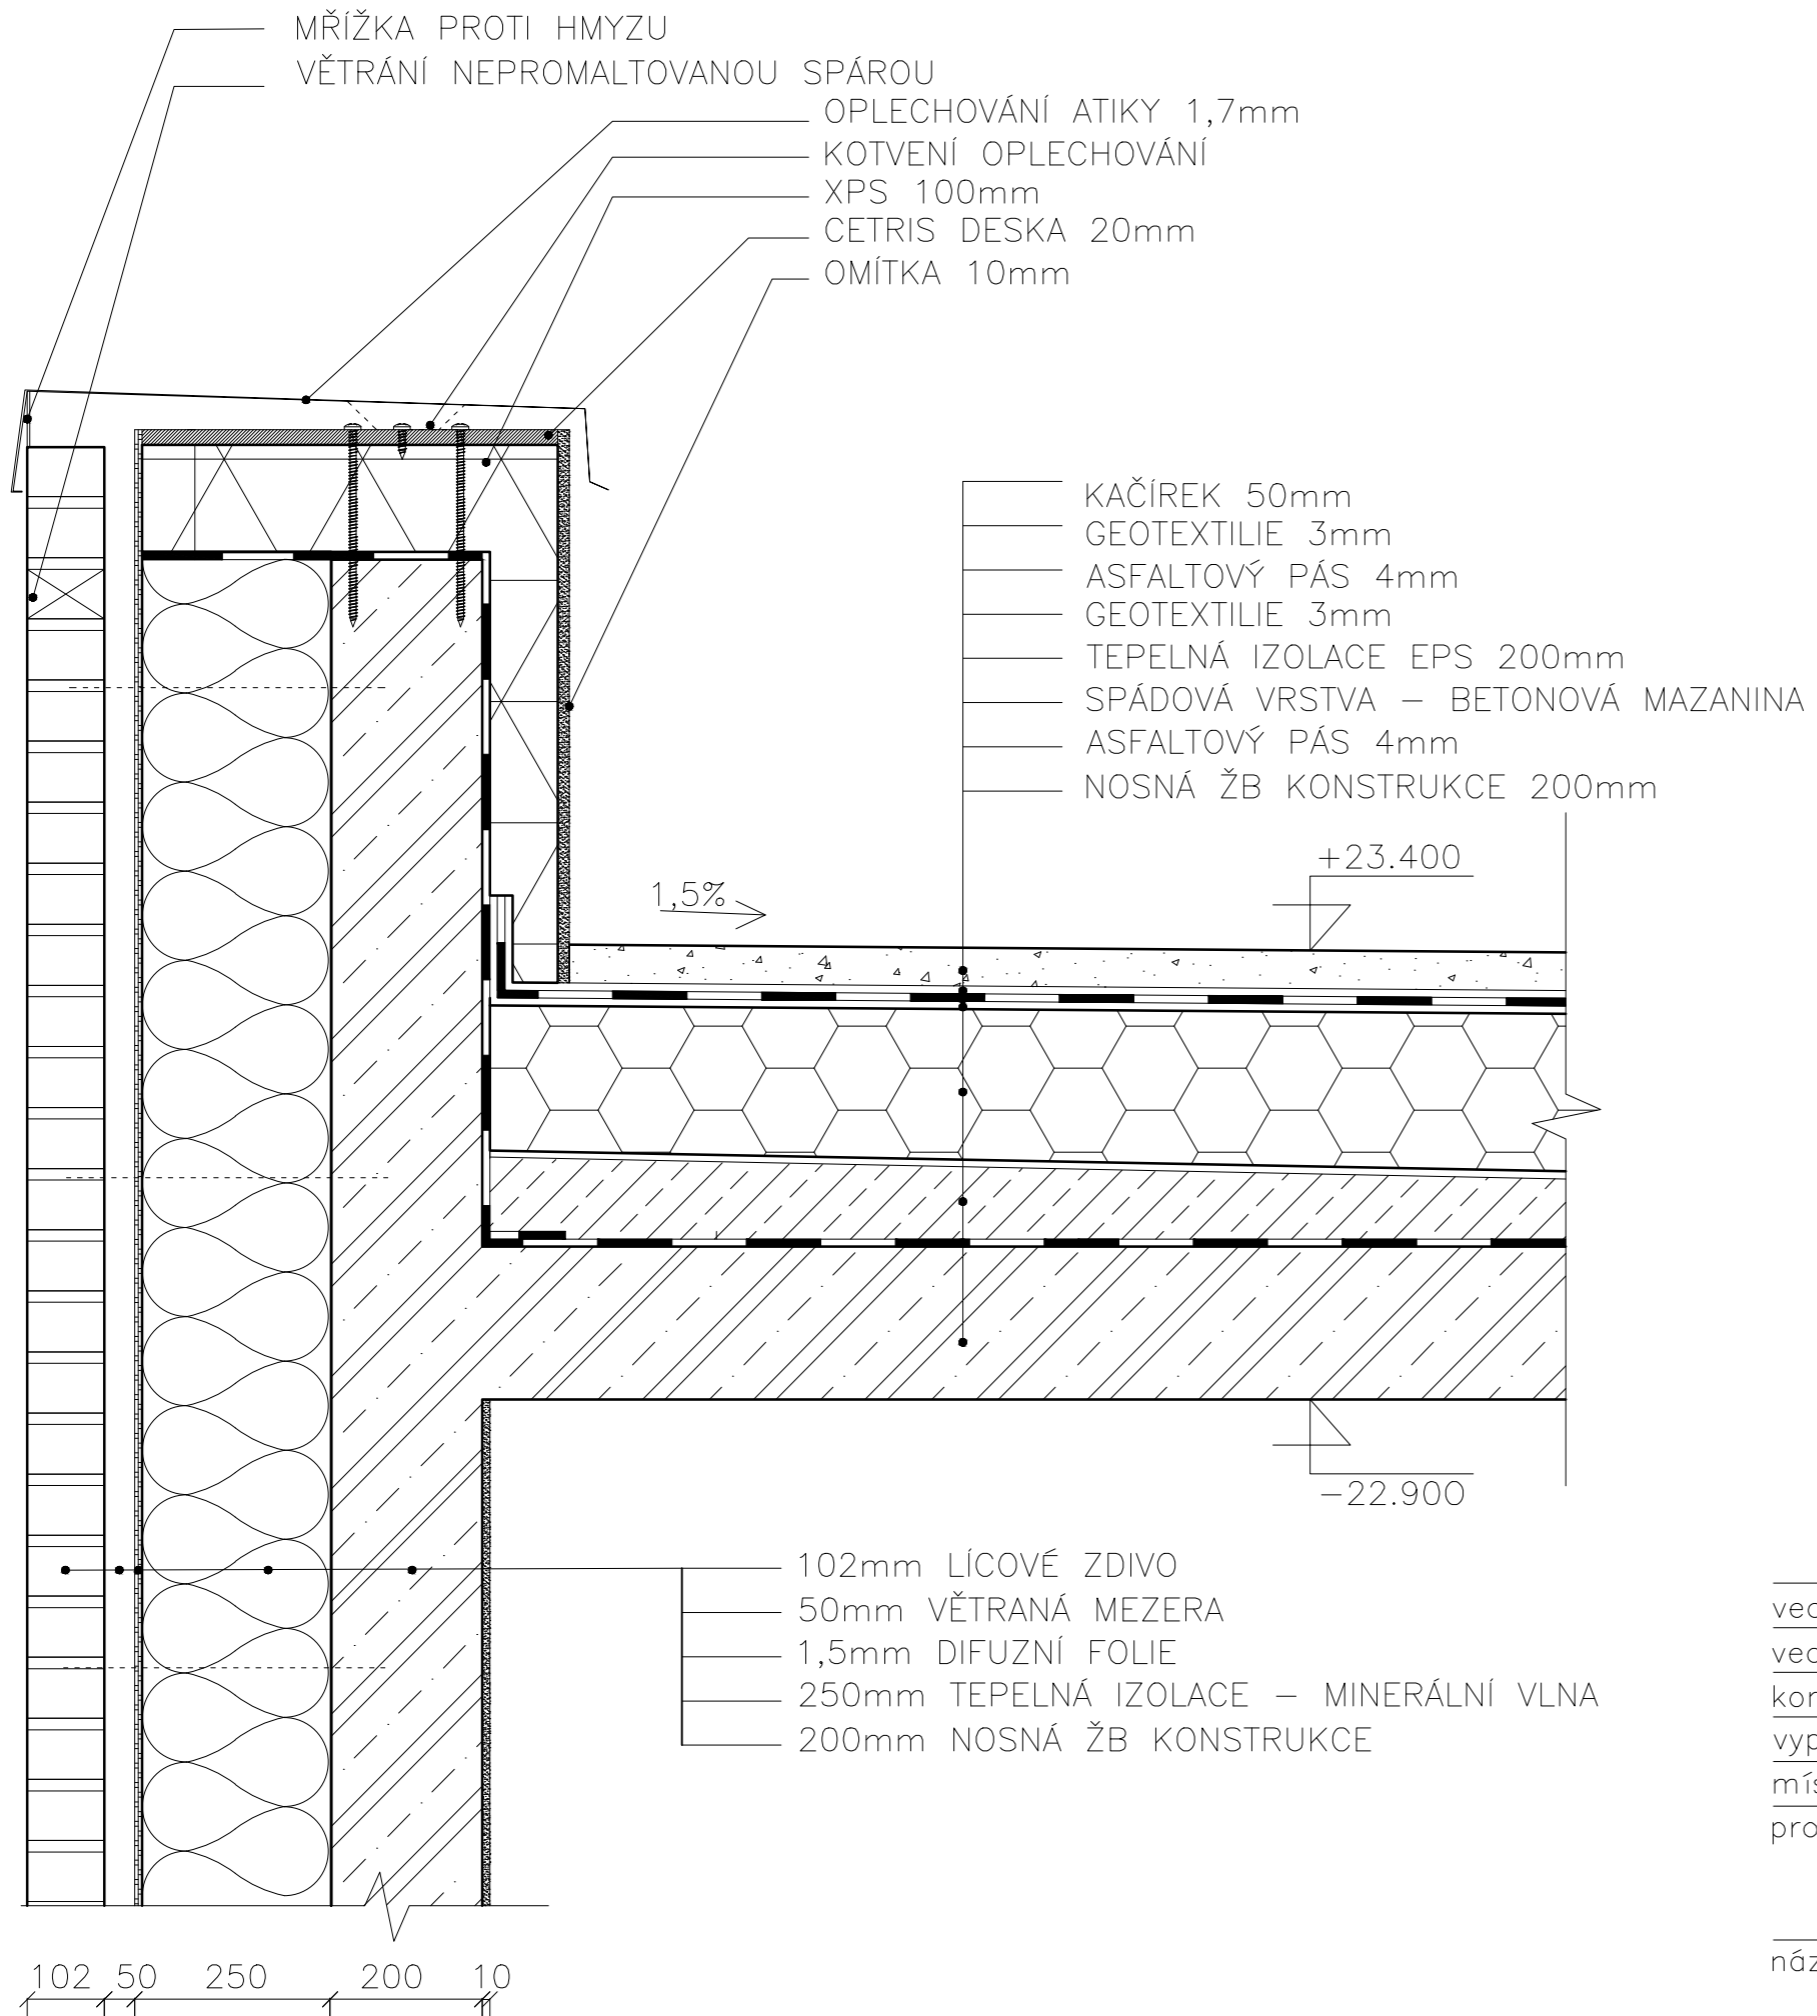 MŘÍŽKA PROTI HMYZU
VĚTRÁNÍ NEPROMALTOVANOU SPÁROU
OPLECHOVÁNÍ ATIKY 1,7mm
KOTVENÍ OPLECHOVÁNÍ
XPS 100mm
CETRIS DESKA 20mm
OMÍTKA 10mm
KAČÍREK 50mm
GEOTEXTILIE 3mm
ASFALTOVÝ PÁS 4mm
GEOTEXTILIE 3mm
TEPELNÁ IZOLACE EPS 200mm
SPÁDOVÁ VRSTVA – BETONOVÁ MAZANINA
ASFALTOVÝ PÁS 4mm
NOSNÁ ŽB KONSTRUKCE 200mm
+23.400
1,5%
−22.900
102mm LÍCOVÉ ZDIVO
50mm VĚTRANÁ MEZERA
1,5mm DIFUZNÍ FOLIE
250mm TEPELNÁ IZOLACE – MINERÁLNÍ VLNA
200mm NOSNÁ ŽB KONSTRUKCE
102 50 250 200 10